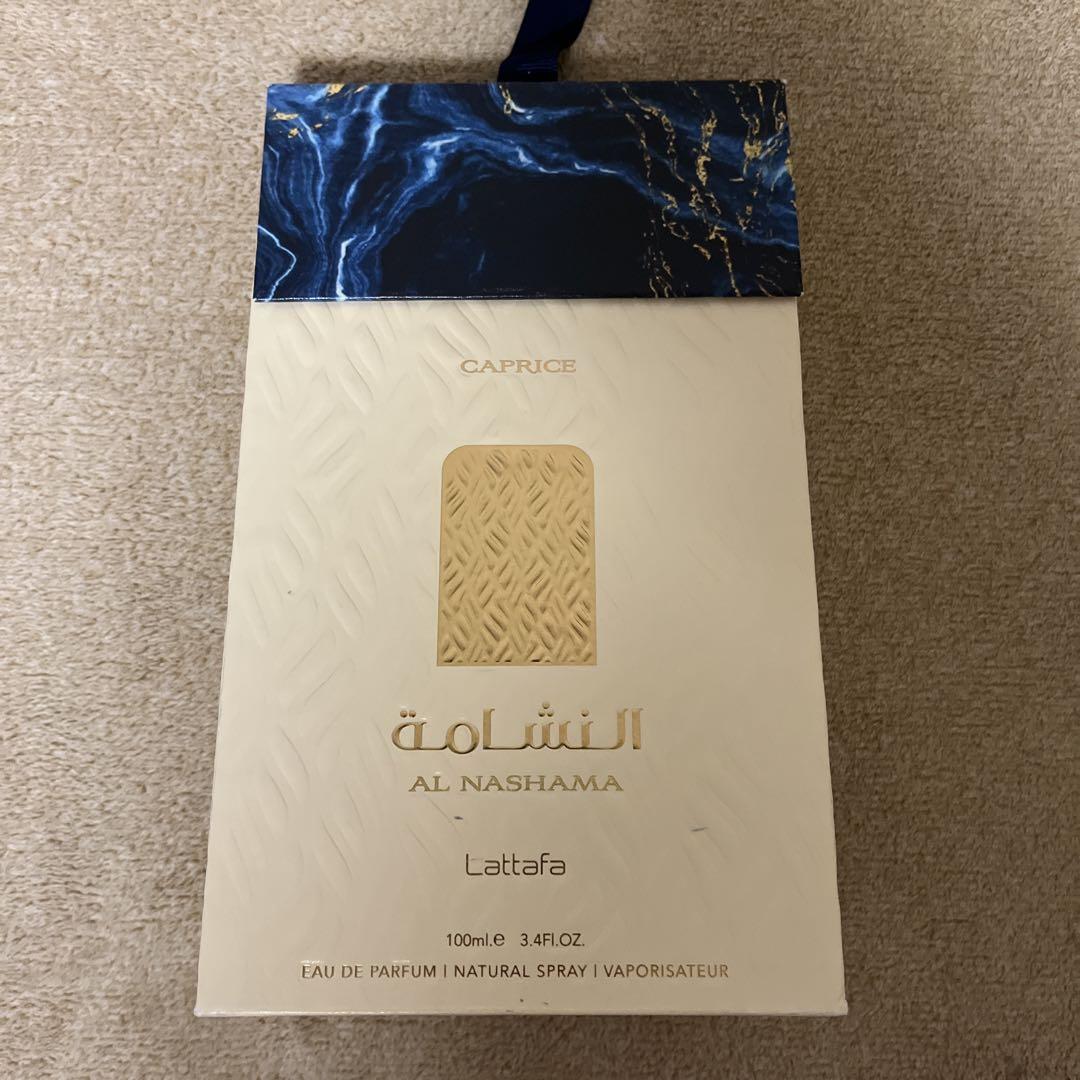 CAPRICE
النشامة
AL NASHAMA
Lattafa
100ml.e 3.4Fl.OZ.
EAU DE PARFUM | NATURAL SPRAY | VAPORISATEUR